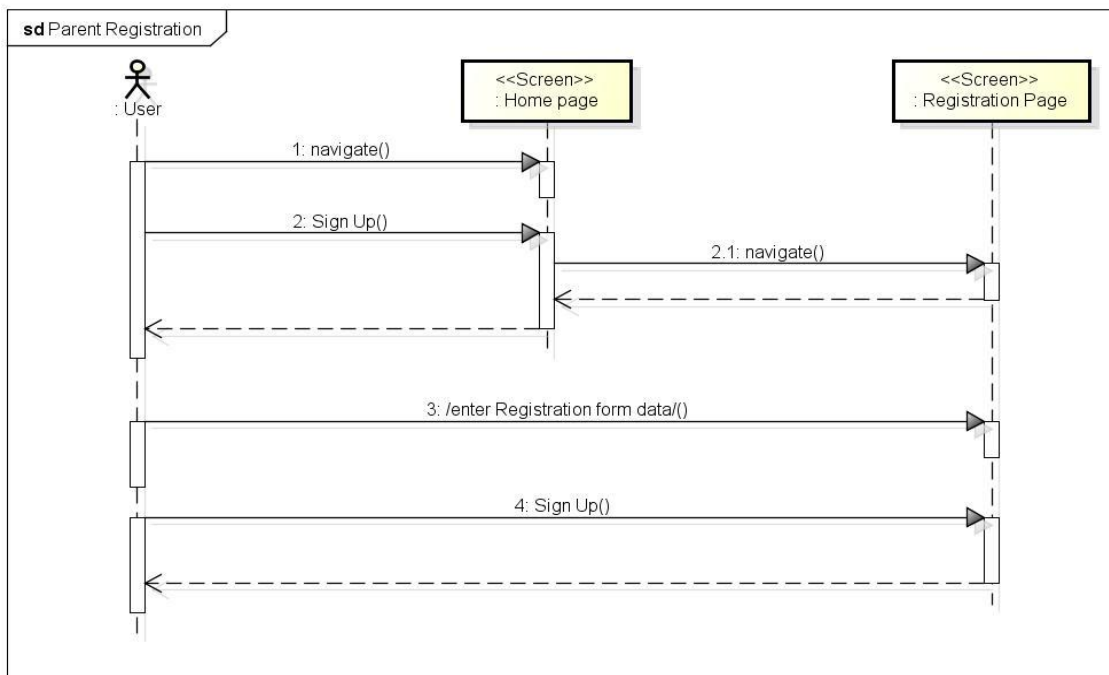 sd Parent Registration
: User
<<Screen>>
: Home page
<<Screen>>
: Registration Page
1: navigate()
2: Sign Up()
2.1: navigate()
3: /enter Registration form data/()
4: Sign Up()